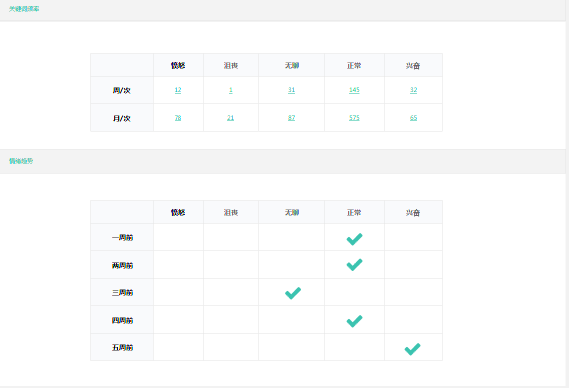 关键词频率
愤怒 沮丧 无聊 正常 兴奋
周/次 12 1 31 145 32
月/次 78 21 87 575 65
情绪趋势
愤怒 沮丧 无聊 正常 兴奋
一周前
两周前
三周前
四周前
五周前